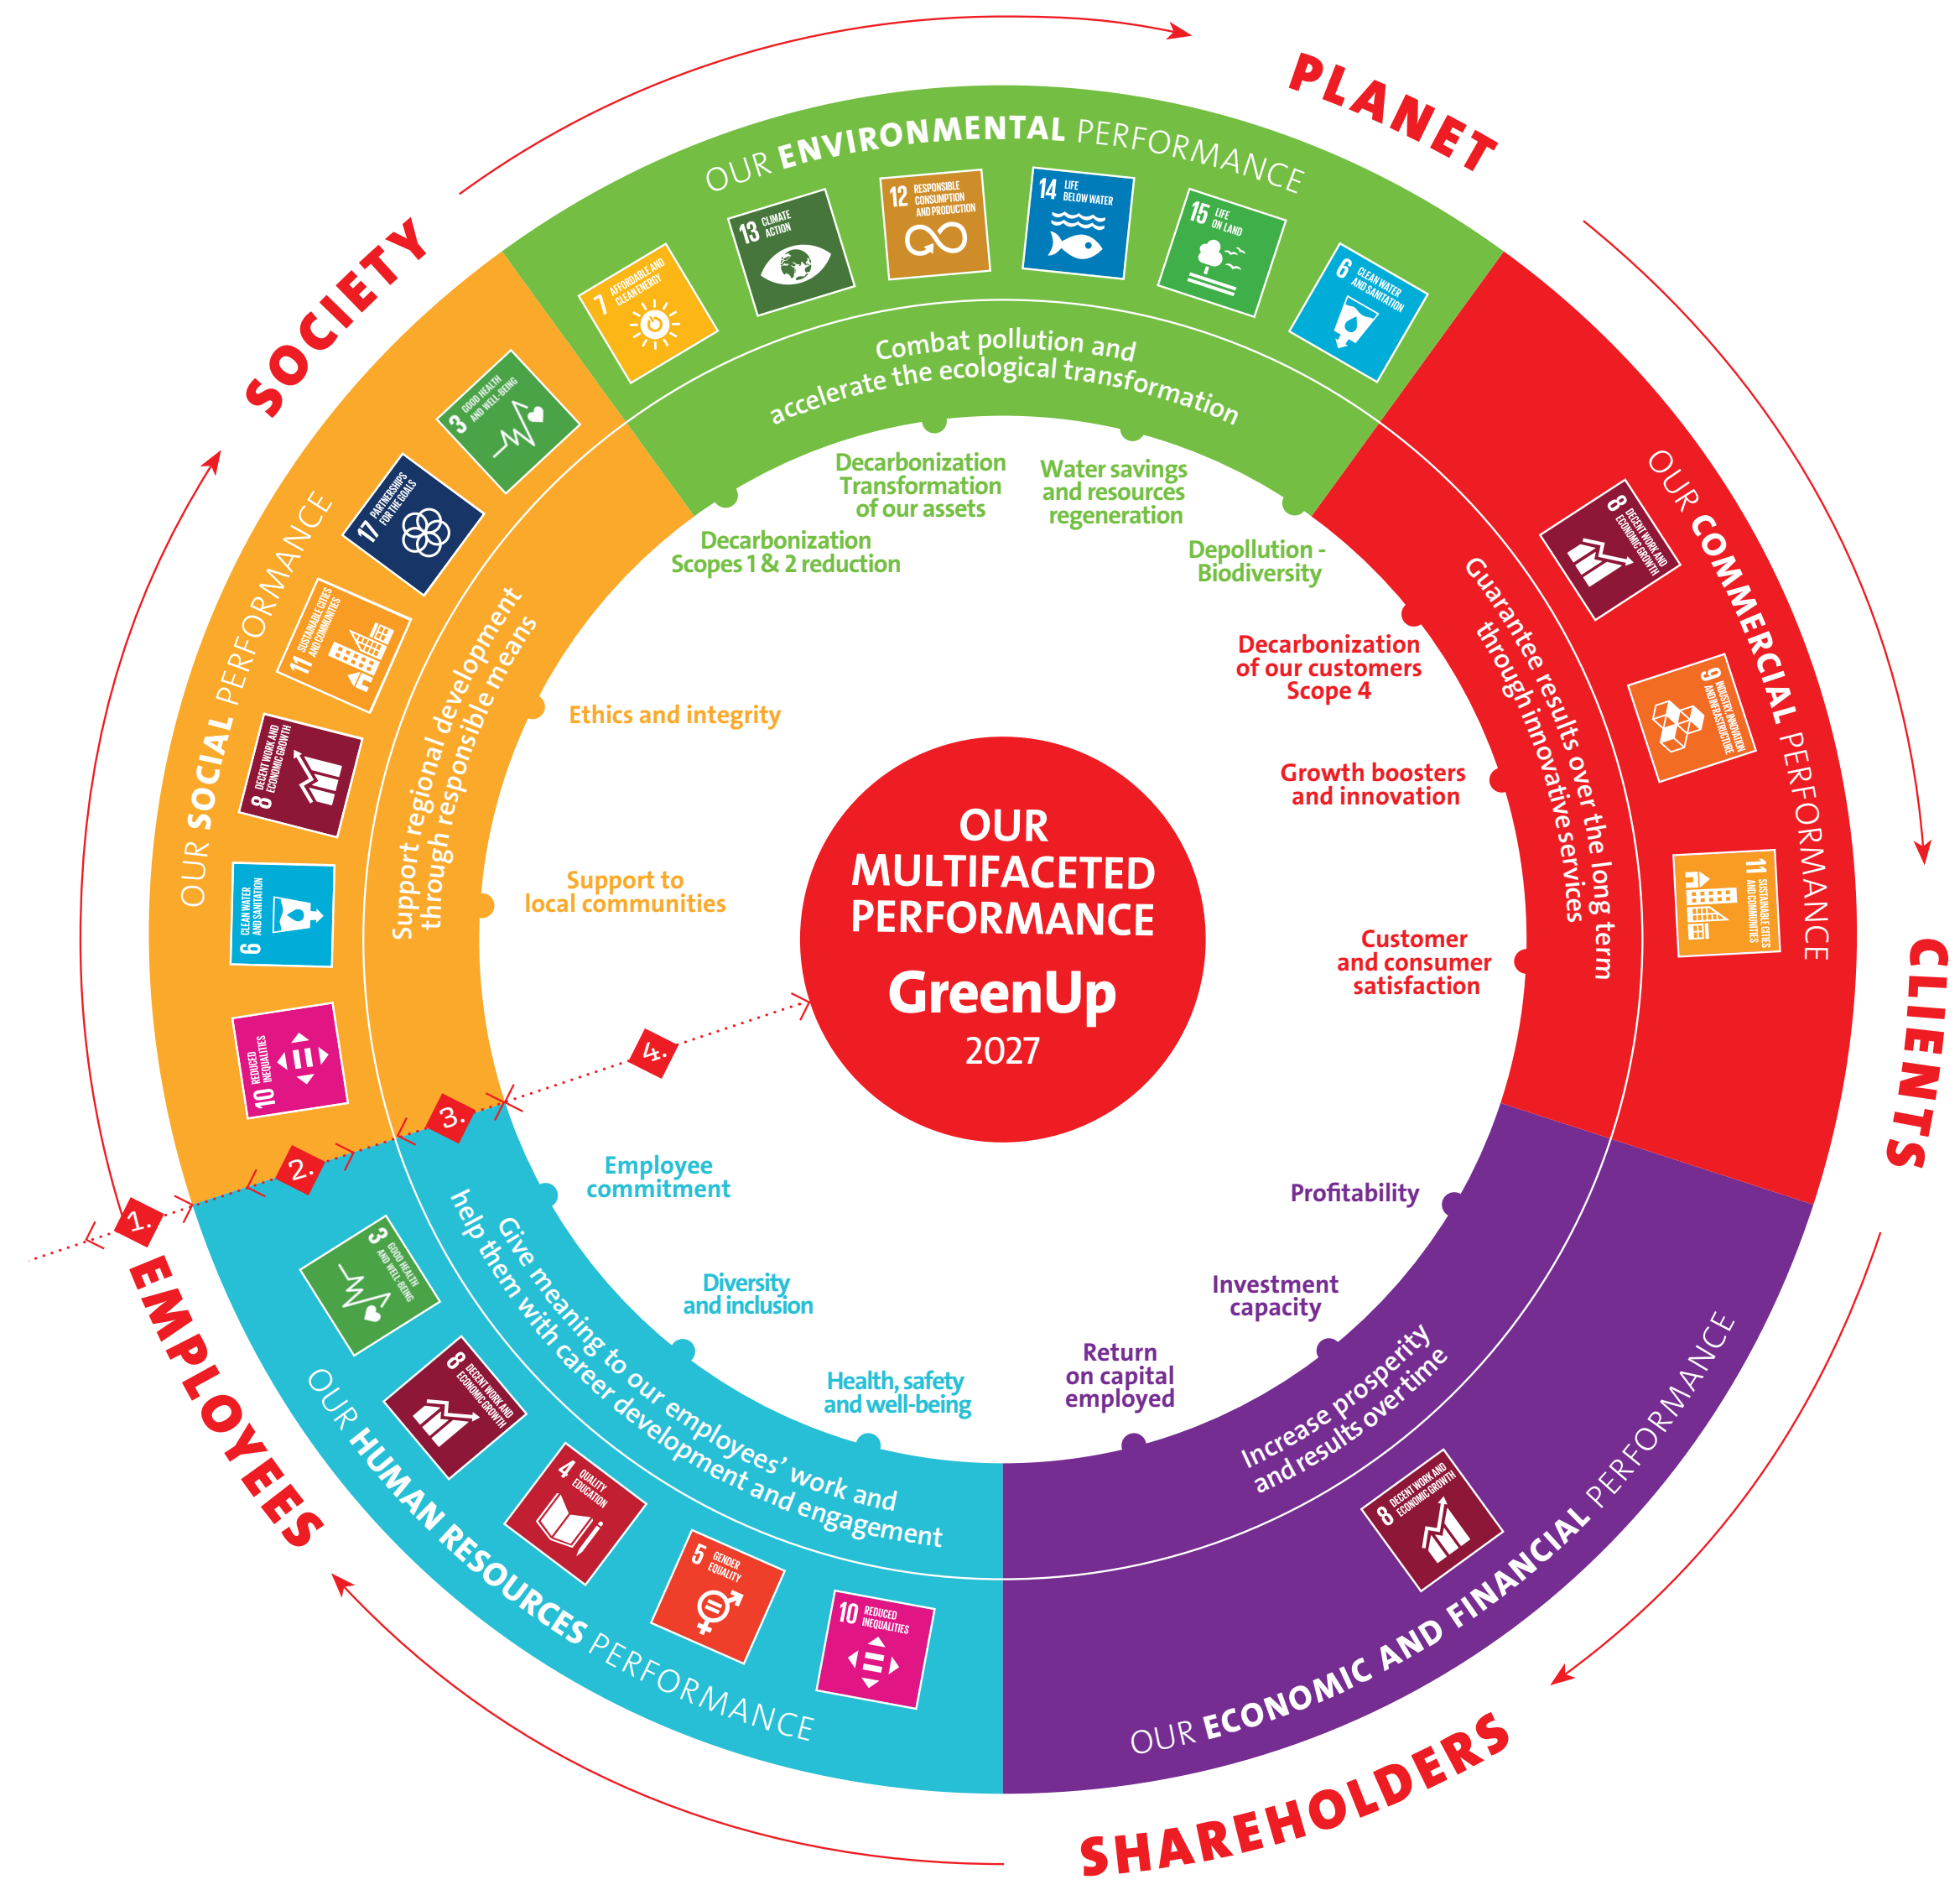 PLANET
OUR ENVIRONMENTAL PERFORMANCE
7 AFFORDABLE AND
CLEAN ENERGY
13 CLIMATE
ACTION
12 RESPONSIBLE
CONSUMPTION
AND PRODUCTION
14 LIFE
BELOW WATER
15 LIFE
ON LAND
6 CLEAN WATER
AND SANITATION
Combat pollution and
accelerate the ecological transformation
Decarbonization
Scopes 1 & 2 reduction
Decarbonization
Transformation
of our assets
Water savings
and resources
regeneration
Depollution -
Biodiversity
CLIENTS
OUR COMMERCIAL PERFORMANCE
8 DECENT WORK AND
ECONOMIC GROWTH
9 INDUSTRY, INNOVATION
AND INFRASTRUCTURE
11 SUSTAINABLE CITIES
AND COMMUNITIES
Guarantee results over the long term
through innovative services
Decarbonization
of our customers
Scope 4
Growth boosters
and innovation
Customer
and consumer
satisfaction
SHAREHOLDERS
OUR ECONOMIC AND FINANCIAL PERFORMANCE
8 DECENT WORK AND
ECONOMIC GROWTH
Increase prosperity
and results overtime
Profitability
Investment
capacity
Return
on capital
employed
EMPLOYEES
OUR HUMAN RESOURCES PERFORMANCE
3 GOOD HEALTH
AND WELL-BEING
8 DECENT WORK AND
ECONOMIC GROWTH
4 QUALITY
EDUCATION
5 GENDER
EQUALITY
10 REDUCED
INEQUALITIES
Give meaning to our employees' work and
help them with career development and engagement
Employee
commitment
Diversity
and inclusion
Health, safety
and well-being
SOCIETY
OUR SOCIAL PERFORMANCE
10 REDUCED
INEQUALITIES
6 CLEAN WATER
AND SANITATION
8 DECENT WORK AND
ECONOMIC GROWTH
11 SUSTAINABLE CITIES
AND COMMUNITIES
17 PARTNERSHIPS
FOR THE GOALS
3 GOOD HEALTH
AND WELL-BEING
Support regional development
through responsible means
Ethics and integrity
Support to
local communities
1.
2.
3.
4.
OUR
MULTIFACETED
PERFORMANCE
GreenUp
2027